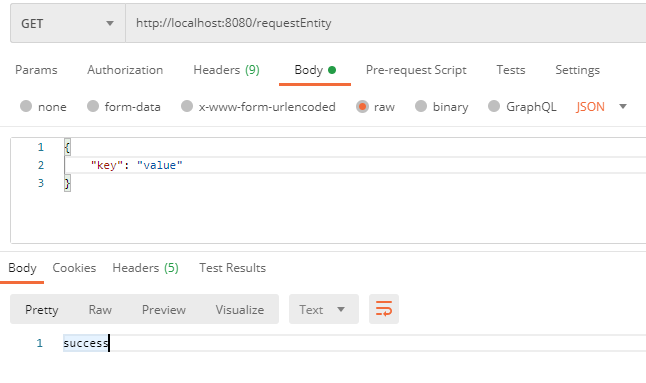 GET http://localhost:8080/requestEntity
Params Authorization Headers (9) Body Pre-request Script Tests Settings
none form-data x-www-form-urlencoded raw binary GraphQL JSON
1 {
2 "key": "value"
3 }
Body Cookies Headers (5) Test Results
Pretty Raw Preview Visualize Text
1 success